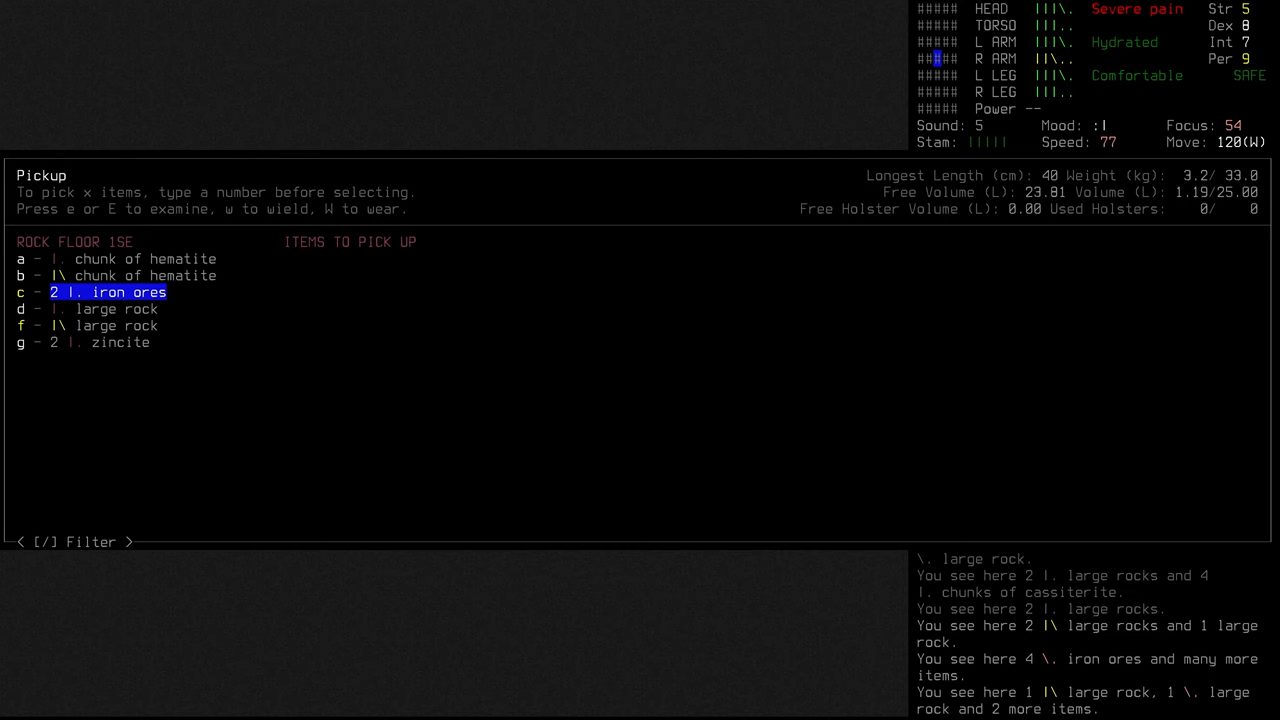 ##### HEAD |||\. Severe pain Str 5
##### TORSO |||.. Dex 8
##### L ARM |||\. Hydrated Int 7
##### R ARM ||\.. Per 9
##### L LEG |||\. Comfortable SAFE
##### R LEG |||..
##### Power --
Sound: 5 Mood: :| Focus: 54
Stam: ||||| Speed: 77 Move: 120(W)
Pickup Longest Length (cm): 40 Weight (kg): 3.2/ 33.0
To pick x items, type a number before selecting. Free Volume (L): 23.81 Volume (L): 1.19/25.00
Press e or E to examine, w to wield, W to wear. Free Holster Volume (L): 0.00 Used Holsters: 0/ 0
ROCK FLOOR 1SE ITEMS TO PICK UP
a - |. chunk of hematite
b - |\ chunk of hematite
c - 2 |. iron ores
d - |. large rock
f - |\ large rock
g - 2 |. zincite
< [/] Filter >
\. large rock.
You see here 2 |. large rocks and 4
|. chunks of cassiterite.
You see here 2 |. large rocks.
You see here 2 |\ large rocks and 1 large
rock.
You see here 4 \. iron ores and many more
items.
You see here 1 |\ large rock, 1 \. large
rock and 2 more items.